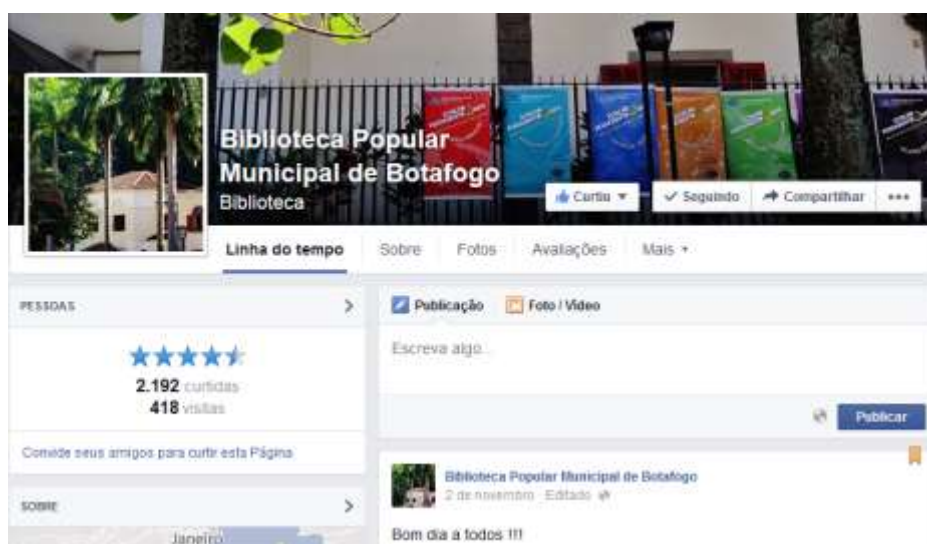 Biblioteca Popular
Municipal de Botafogo
Biblioteca
Curtiu
Seguindo
Compartilhar
Linha do tempo
Sobre
Fotos
Avaliações
Mais
PESSOAS
2.192 curtidas
418 visitas
Convide seus amigos para curtir esta Página
SOBRE
Janeiro
Publicação
Foto / Vídeo
Escreva algo...
Publicar
Biblioteca Popular Municipal de Botafogo
2 de novembro · Editado
Bom dia a todos !!!